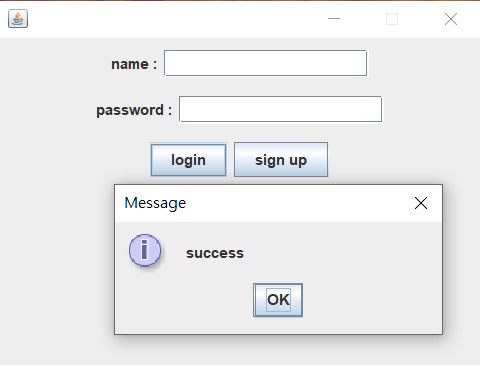 name :
password :
login sign up
Message
success
OK